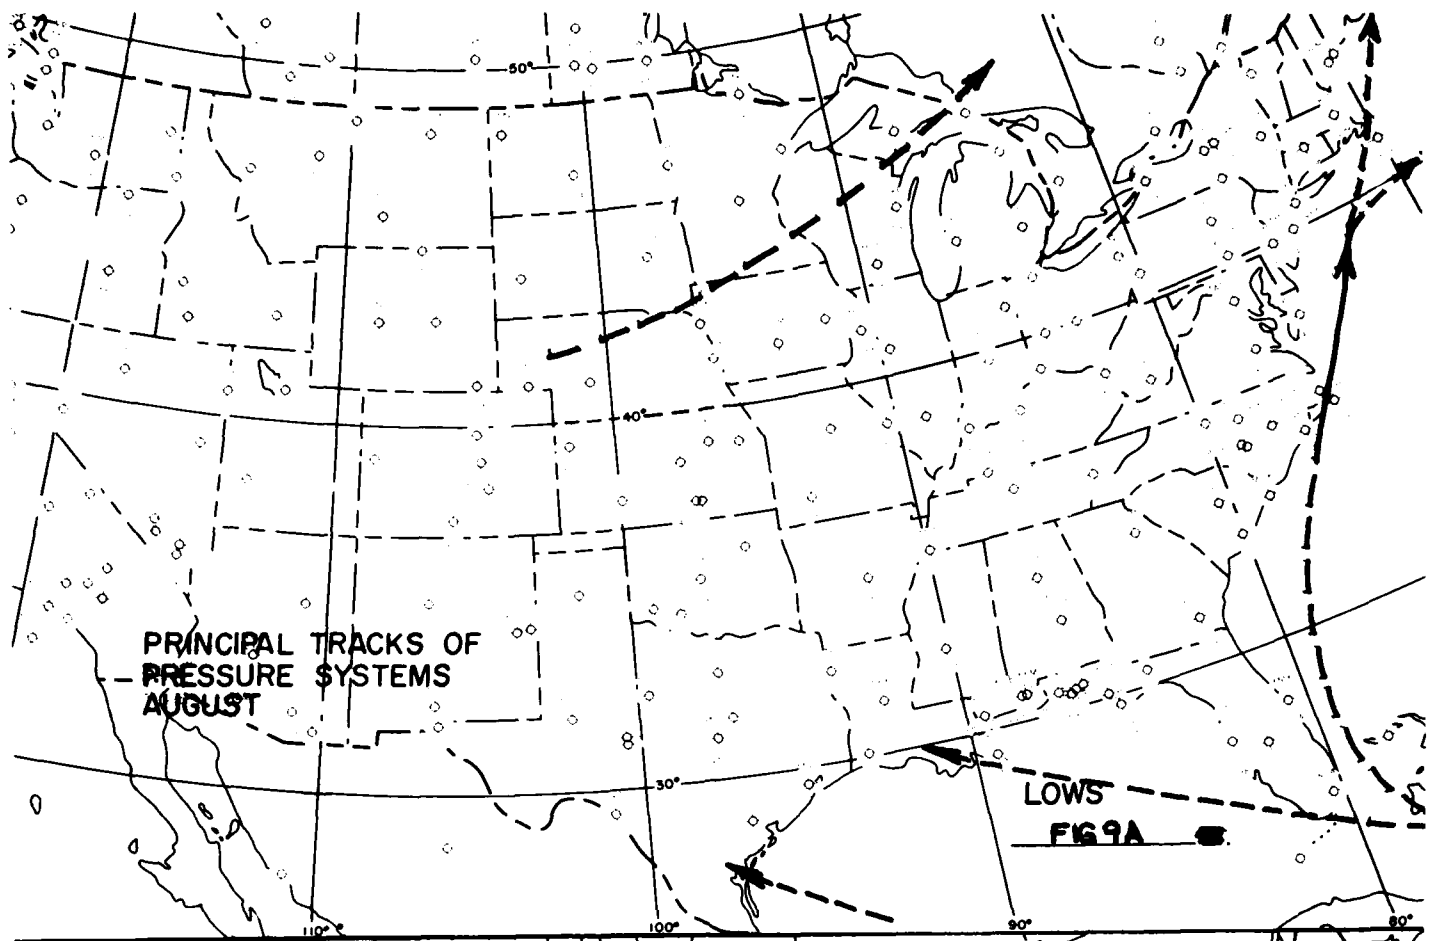 50°
40°
PRINCIPAL TRACKS OF
PRESSURE SYSTEMS
AUGUST
30°
LOWS
FIG 9A
110°
100°
90°
80°